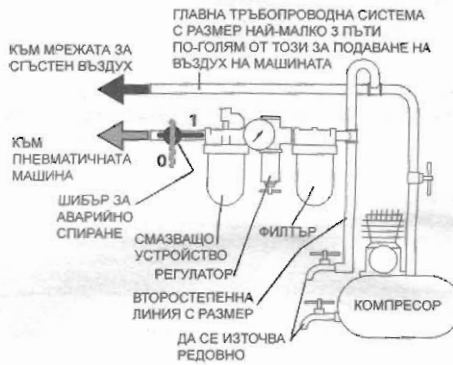 ГЛАВНА ТРЪБОПРОВОДНА СИСТЕМА
С РАЗМЕР НАЙ-МАЛКО 3 ПЪТИ
ПО-ГОЛЯМ ОТ ТОЗИ ЗА ПОДАВАНЕ НА
ВЪЗДУХ НА МАШИНАТА
КЪМ МРЕЖАТА ЗА
СГЪСТЕН ВЪЗДУХ
1
КЪМ
ПНЕВМАТИЧНАТА
МАШИНА
0
ШИБЪР ЗА
АВАРИЙНО
СПИРАНЕ
СМАЗВАЩО
УСТРОЙСТВО
ФИЛТЪР
РЕГУЛАТОР
ВТОРОСТЕПЕННА
ЛИНИЯ С РАЗМЕР
КОМПРЕСОР
ДА СЕ ИЗТОЧВА
РЕДОВНО